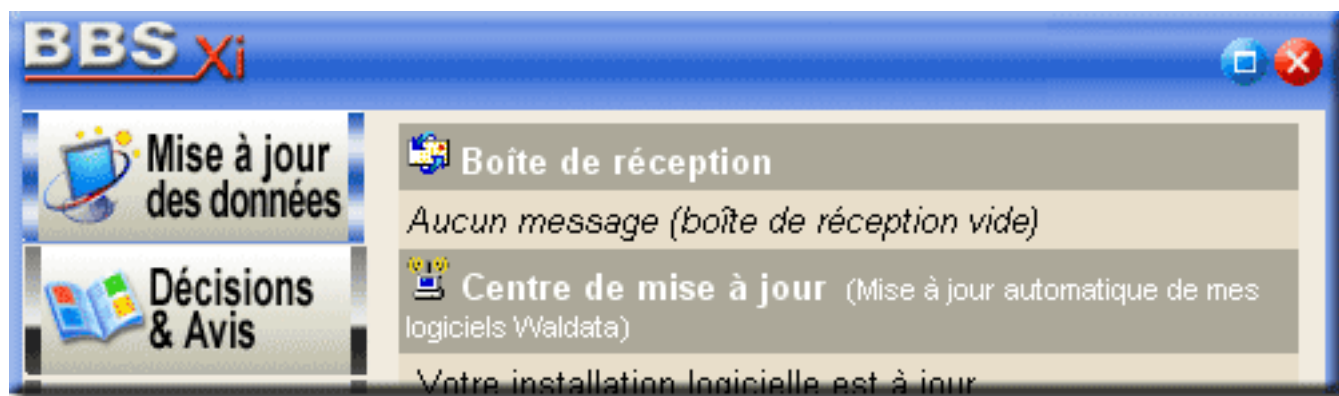 BBS Xi
Mise à jour
des données
Décisions
& Avis
Boîte de réception
Aucun message (boîte de réception vide)
Centre de mise à jour (Mise à jour automatique de mes
logiciels Waldata)
Votre installation logicielle est à jour